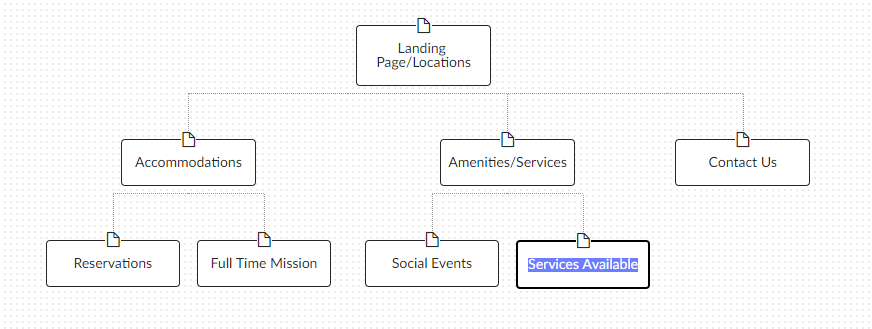 Landing
Page/Locations
Accommodations
Amenities/Services
Contact Us
Reservations
Full Time Mission
Social Events
Services Available